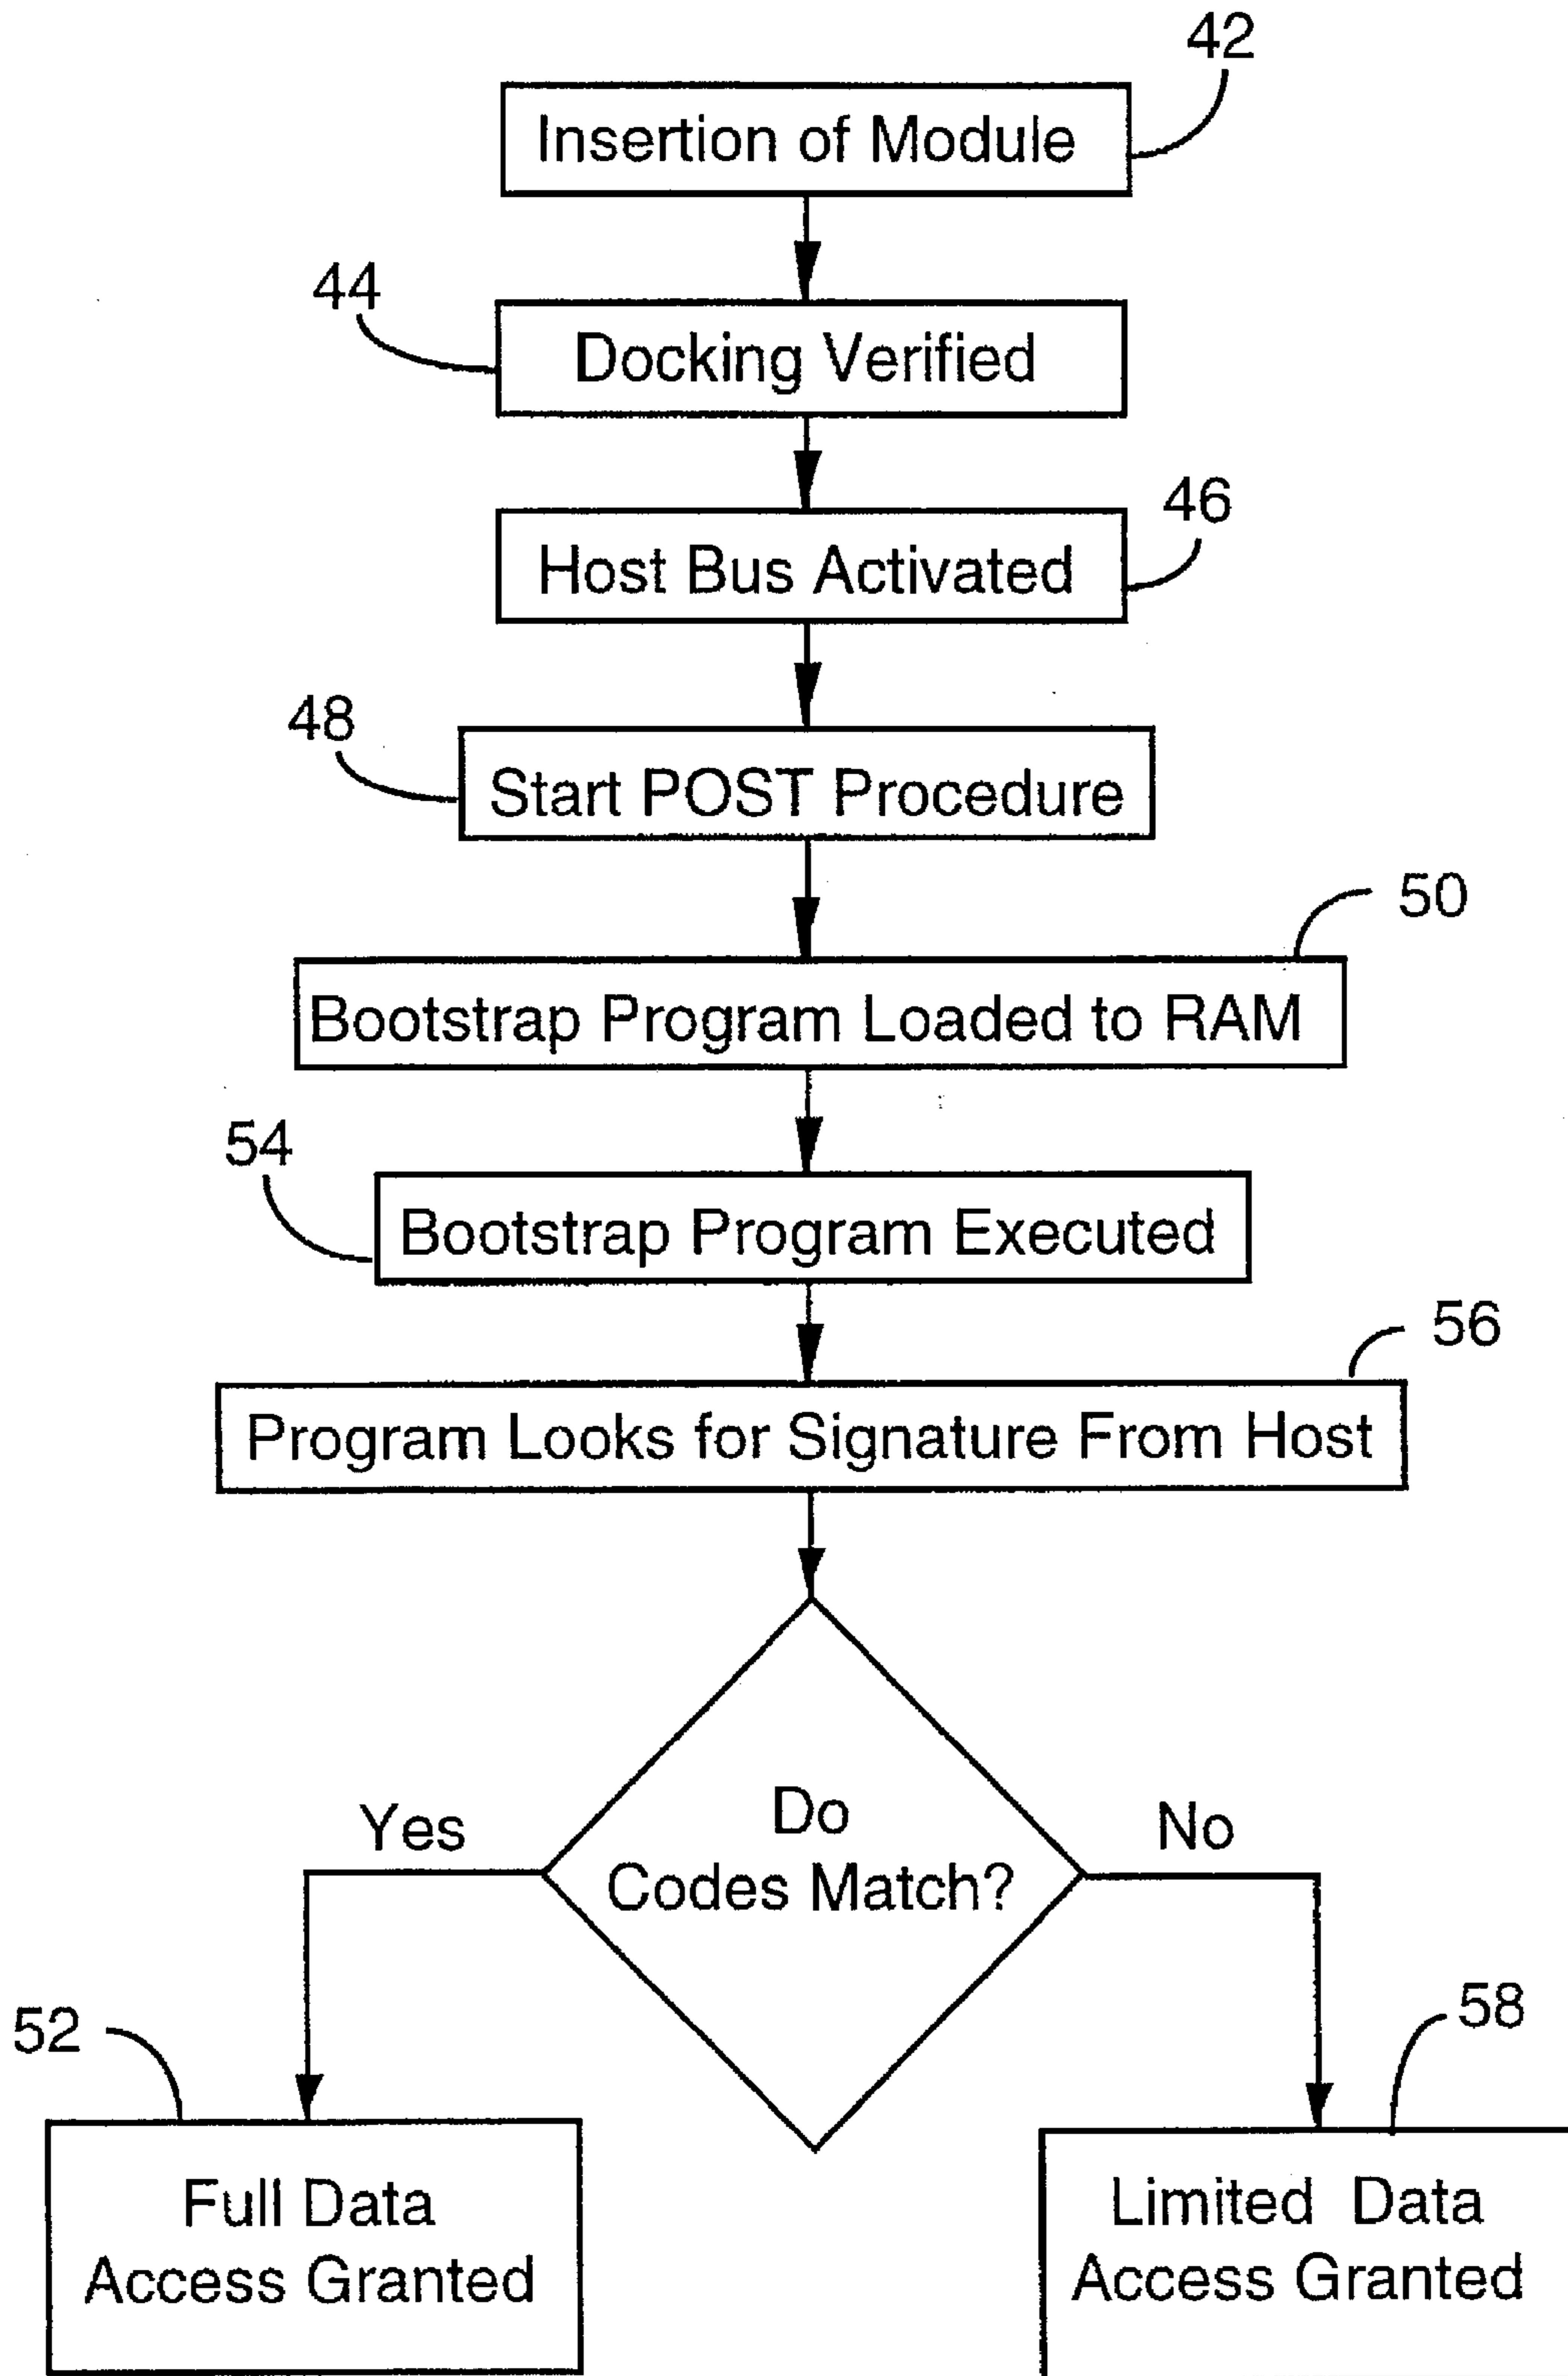 42
Insertion of Module
44
Docking Verified
46
Host Bus Activated
48
Start POST Procedure
50
Bootstrap Program Loaded to RAM
54
Bootstrap Program Executed
56
Program Looks for Signature From Host
Do
Codes Match?
Yes
No
52
58
Full Data
Access Granted
Limited Data
Access Granted